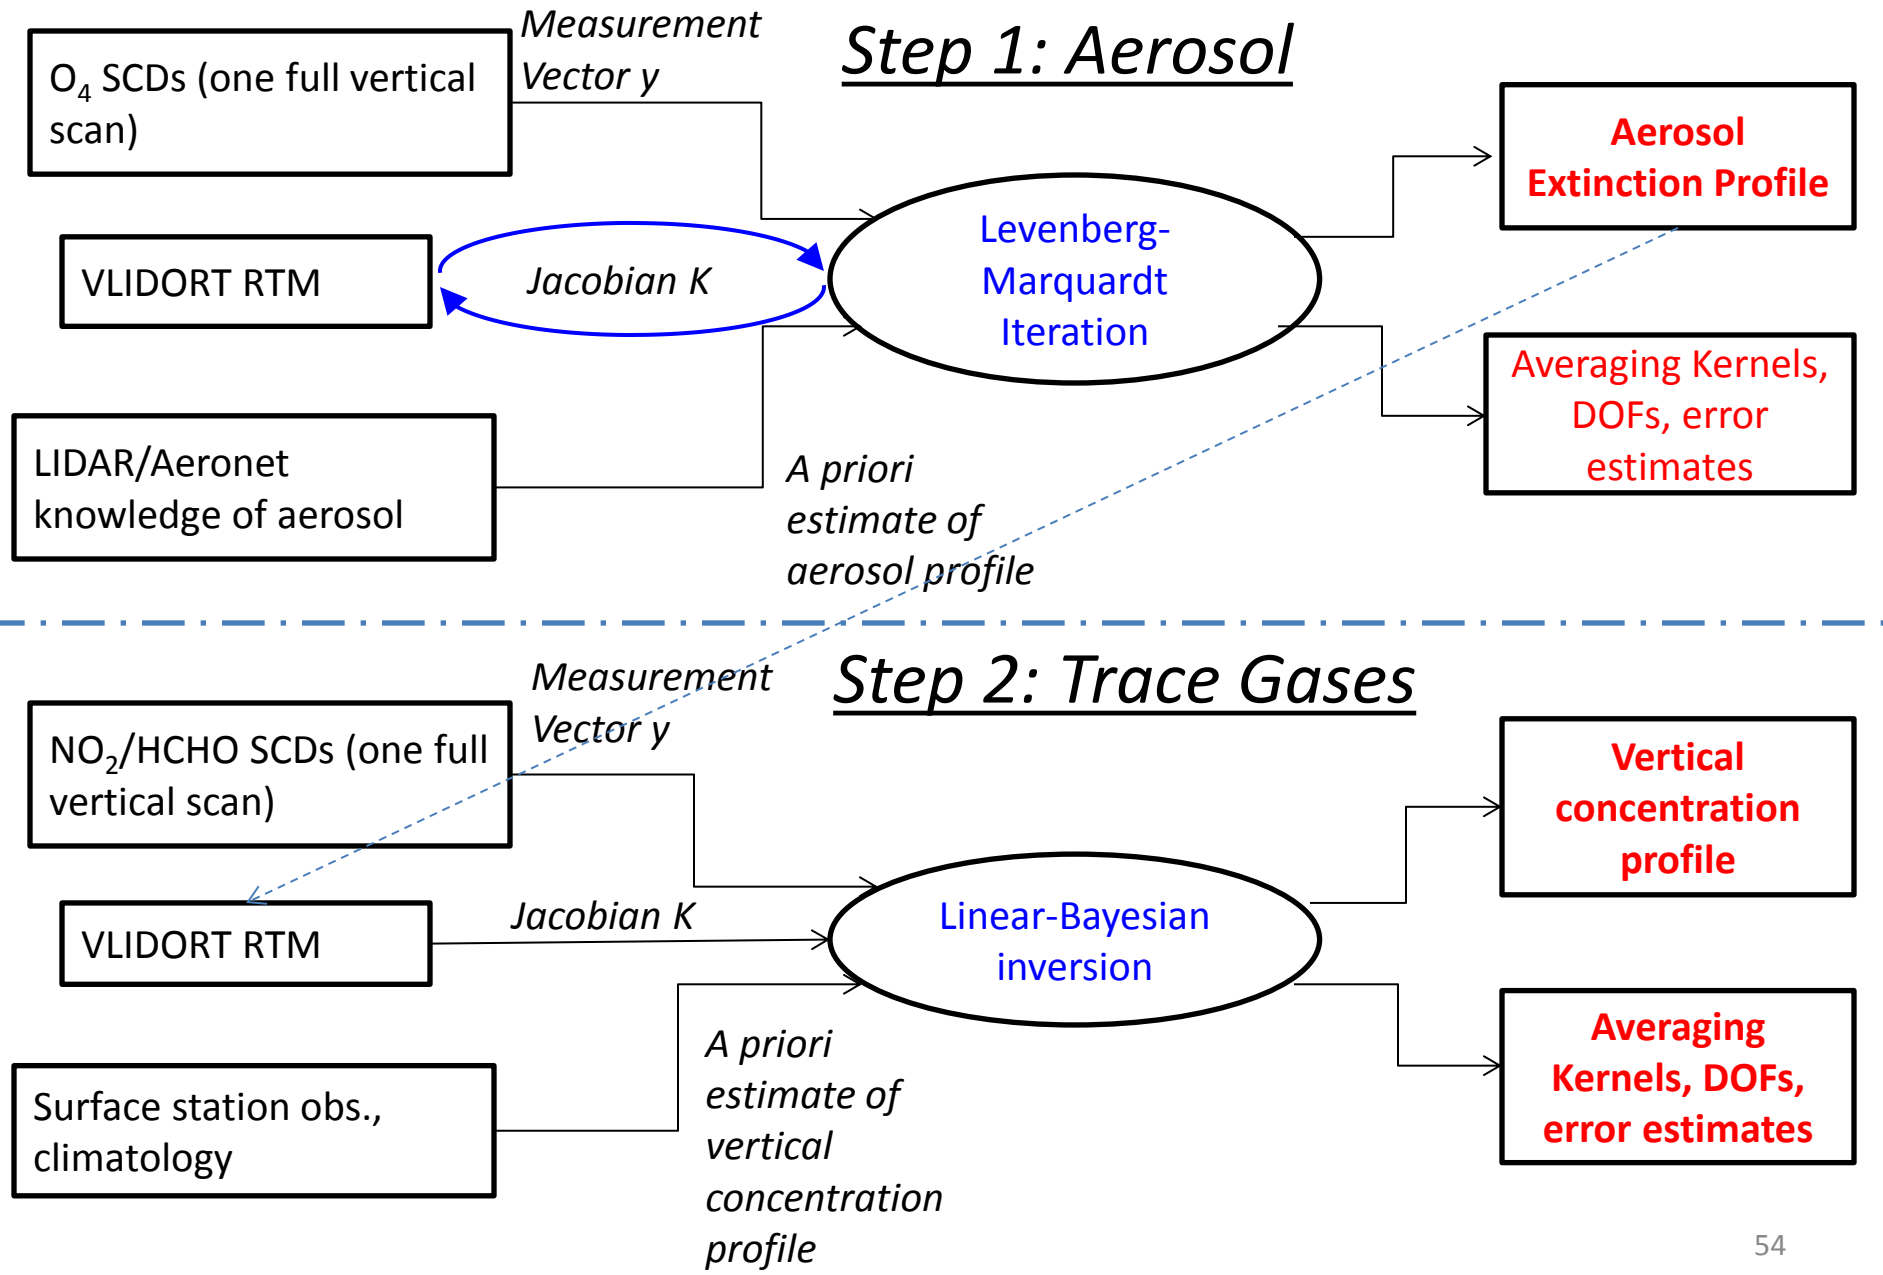 Measurement
Vector y
Step 1: Aerosol
O₄ SCDs (one full vertical
scan)
Aerosol
Extinction Profile
Levenberg-
Marquardt
Iteration
VLIDORT RTM
Jacobian K
Averaging Kernels,
DOFs, error
estimates
LIDAR/Aeronet
knowledge of aerosol
A priori
estimate of
aerosol profile
Measurement
Vector y
Step 2: Trace Gases
NO₂/HCHO SCDs (one full
vertical scan)
Vertical
concentration
profile
VLIDORT RTM
Jacobian K
Linear-Bayesian
inversion
Averaging
Kernels, DOFs,
error estimates
Surface station obs.,
climatology
A priori
estimate of
vertical
concentration
profile
54